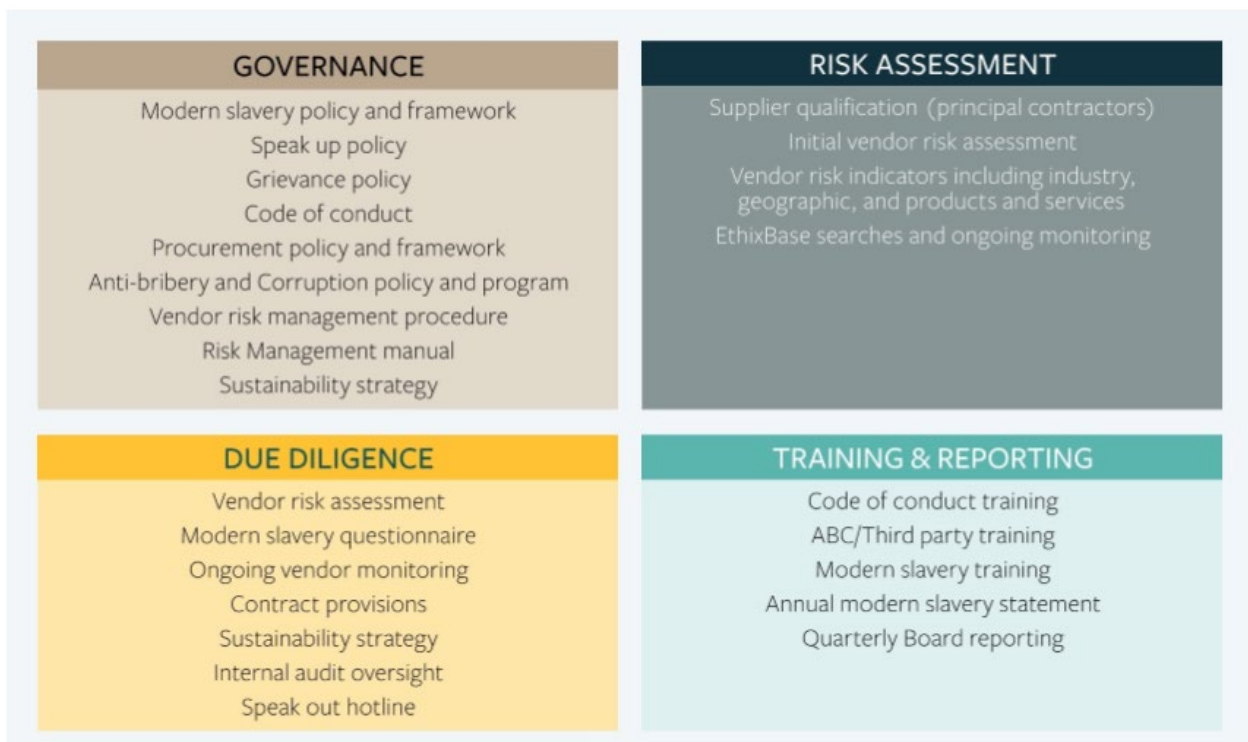 GOVERNANCE
Modern slavery policy and framework
Speak up policy
Grievance policy
Code of conduct
Procurement policy and framework
Anti-bribery and Corruption policy and program
Vendor risk management procedure
Risk Management manual
Sustainability strategy
RISK ASSESSMENT
Supplier qualification (principal contractors)
Initial vendor risk assessment
Vendor risk indicators including industry,
geographic, and products and services
EthixBase searches and ongoing monitoring
DUE DILIGENCE
Vendor risk assessment
Modern slavery questionnaire
Ongoing vendor monitoring
Contract provisions
Sustainability strategy
Internal audit oversight
Speak out hotline
TRAINING & REPORTING
Code of conduct training
ABC/Third party training
Modern slavery training
Annual modern slavery statement
Quarterly Board reporting